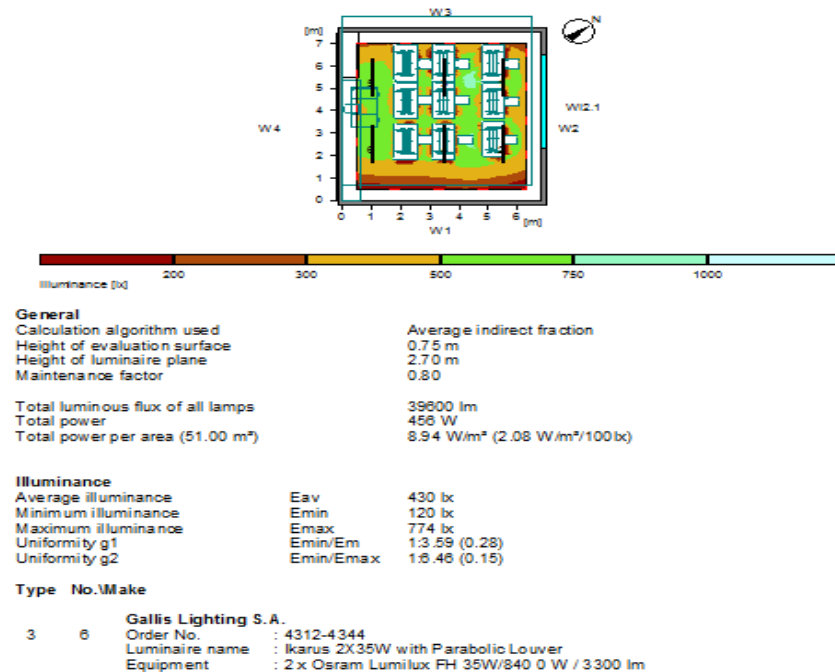 W3
N
[m]
7
6
5
4
3
2
1
0
W4
WI2.1
W2
0 1 2 3 4 5 6 [m]
W1
200 300 500 750 1000
Illuminance [lx]
General
Calculation algorithm used Average indirect fraction
Height of evaluation surface 0.75 m
Height of luminaire plane 2.70 m
Maintenance factor 0.80
Total luminous flux of all lamps 39600 lm
Total power 456 W
Total power per area (51.00 m²) 8.94 W/m² (2.08 W/m²/100lx)
Illuminance
Average illuminance Eav 430 lx
Minimum illuminance Emin 120 lx
Maximum illuminance Emax 774 lx
Uniformity g1 Emin/Em 1:3.59 (0.28)
Uniformity g2 Emin/Emax 1:6.46 (0.15)
Type No.\Make
Gallis Lighting S.A.
3 6 Order No. : 4312-4344
Luminaire name : Ikarus 2X35W with Parabolic Louver
Equipment : 2 x Osram Lumilux FH 35W/840 0 W / 3300 lm